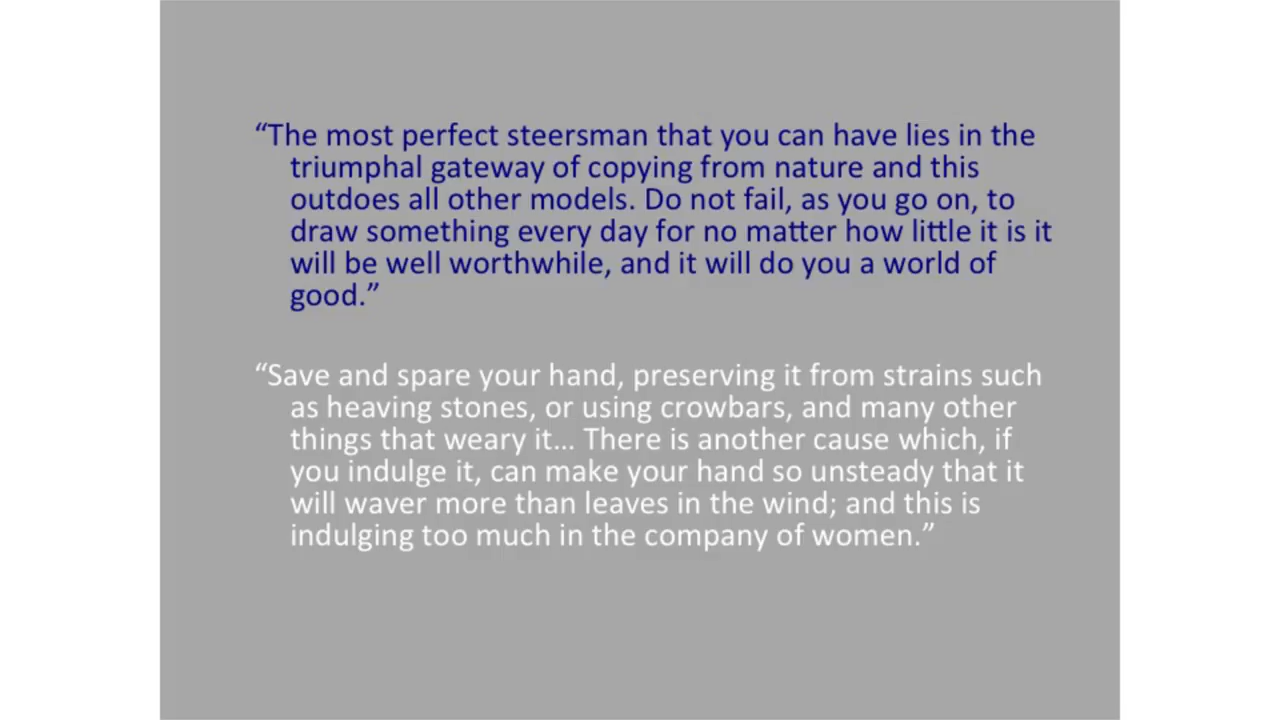 “The most perfect steersman that you can have lies in the
triumphal gateway of copying from nature and this
outdoes all other models. Do not fail, as you go on, to
draw something every day for no matter how little it is it
will be well worthwhile, and it will do you a world of
good.”
“Save and spare your hand, preserving it from strains such
as heaving stones, or using crowbars, and many other
things that weary it… There is another cause which, if
you indulge it, can make your hand so unsteady that it
will waver more than leaves in the wind; and this is
indulging too much in the company of women.”